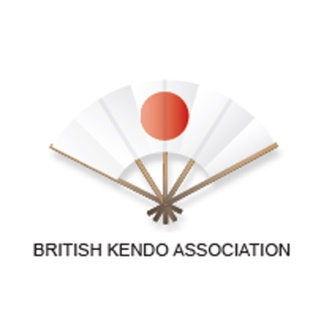 BRITISH KENDO ASSOCIATION